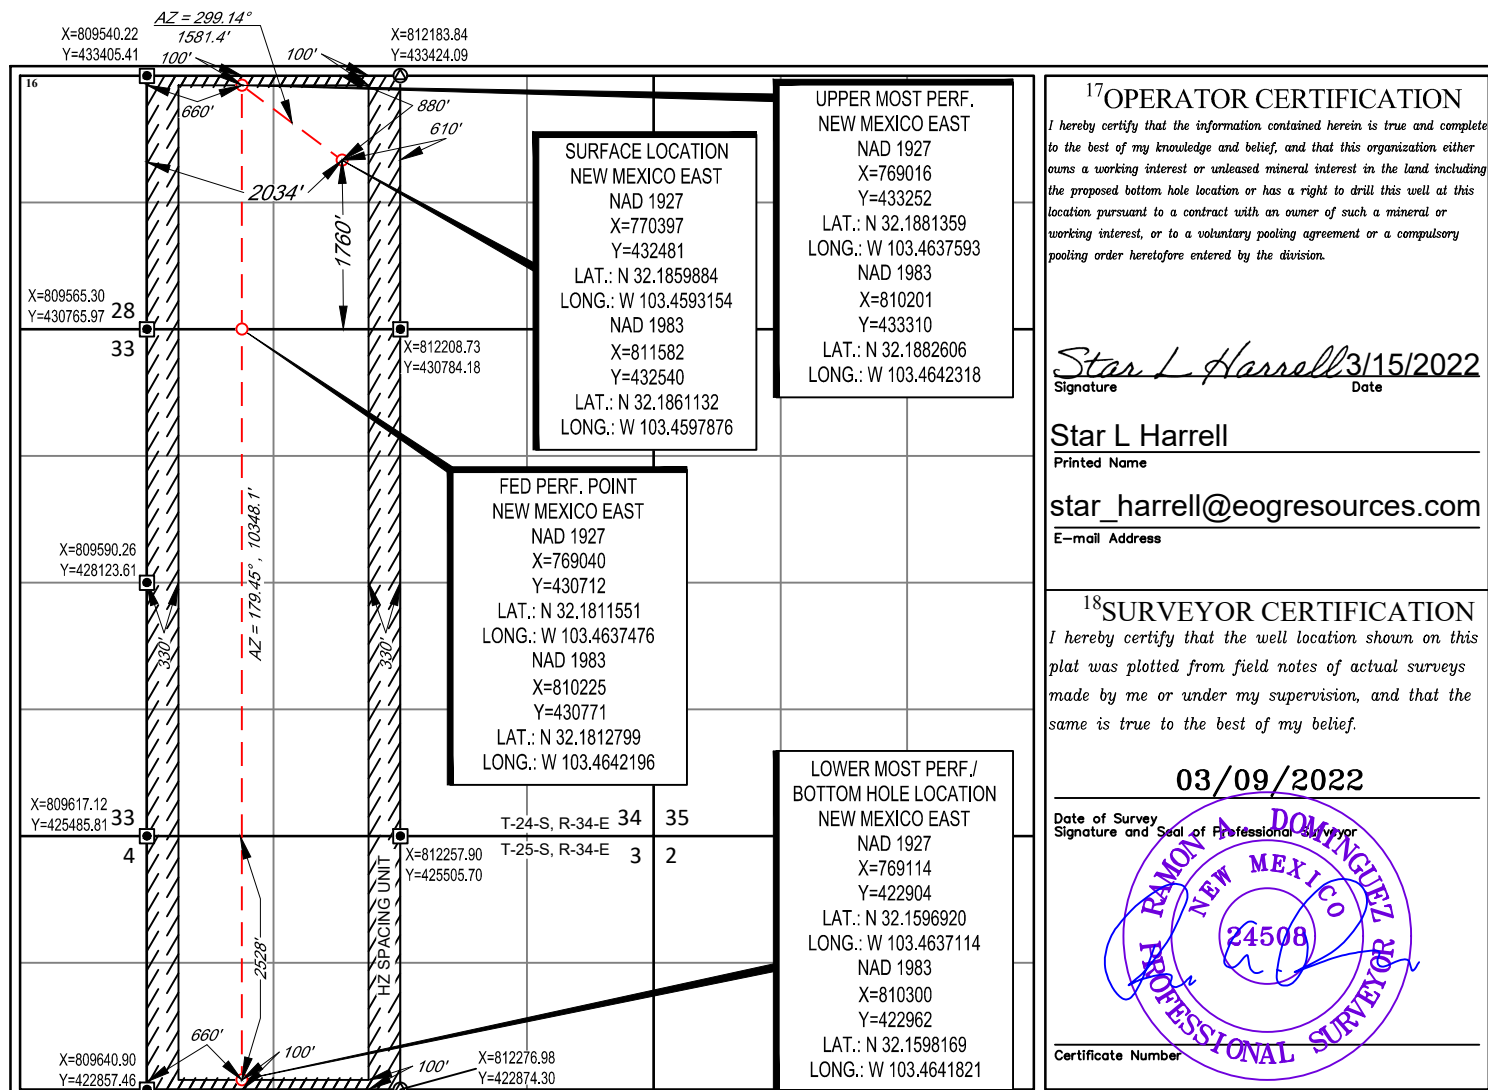 AZ = 299.14°
1581.4'
X=809540.22
Y=433405.41
100'
100'
X=812183.84
Y=433424.09
16
660'
880'
610'
2034'
1760'
SURFACE LOCATION
NEW MEXICO EAST
NAD 1927
X=770397
Y=432481
LAT.: N 32.1859884
LONG.: W 103.4593154
NAD 1983
X=811582
Y=432540
LAT.: N 32.1861132
LONG.: W 103.4597876
UPPER MOST PERF.
NEW MEXICO EAST
NAD 1927
X=769016
Y=433252
LAT.: N 32.1881359
LONG.: W 103.4637593
NAD 1983
X=810201
Y=433310
LAT.: N 32.1882606
LONG.: W 103.4642318
X=809565.30
Y=430765.97
28
33
X=812208.73
Y=430784.18
FED PERF. POINT
NEW MEXICO EAST
NAD 1927
X=769040
Y=430712
LAT.: N 32.1811551
LONG.: W 103.4637476
NAD 1983
X=810225
Y=430771
LAT.: N 32.1812799
LONG.: W 103.4642196
X=809590.26
Y=428123.61
330'
AZ = 179.45°, 10348.1'
330'
X=809617.12
Y=425485.81
33
4
T-24-S, R-34-E
34
35
T-25-S, R-34-E
3
2
X=812257.90
Y=425505.70
2528'
HZ SPACING UNIT
LOWER MOST PERF./
BOTTOM HOLE LOCATION
NEW MEXICO EAST
NAD 1927
X=769114
Y=422904
LAT.: N 32.1596920
LONG.: W 103.4637114
NAD 1983
X=810300
Y=422962
LAT.: N 32.1598169
LONG.: W 103.4641821
660'
100'
100'
X=809640.90
Y=422857.46
X=812276.98
Y=422874.30
17 OPERATOR CERTIFICATION
I hereby certify that the information contained herein is true and complete
to the best of my knowledge and belief, and that this organization either
owns a working interest or unleased mineral interest in the land including
the proposed bottom hole location or has a right to drill this well at this
location pursuant to a contract with an owner of such a mineral or
working interest, or to a voluntary pooling agreement or a compulsory
pooling order heretofore entered by the division.
Star L Harrell 3/15/2022
Signature Date
Star L Harrell
Printed Name
star_harrell@eogresources.com
E-mail Address
18 SURVEYOR CERTIFICATION
I hereby certify that the well location shown on this
plat was plotted from field notes of actual surveys
made by me or under my supervision, and that the
same is true to the best of my belief.
03/09/2022
Date of Survey
Signature and Seal of Professional Surveyor
RAMON A. DOMINGUEZ
NEW MEXICO
24508
PROFESSIONAL SURVEYOR
Certificate Number